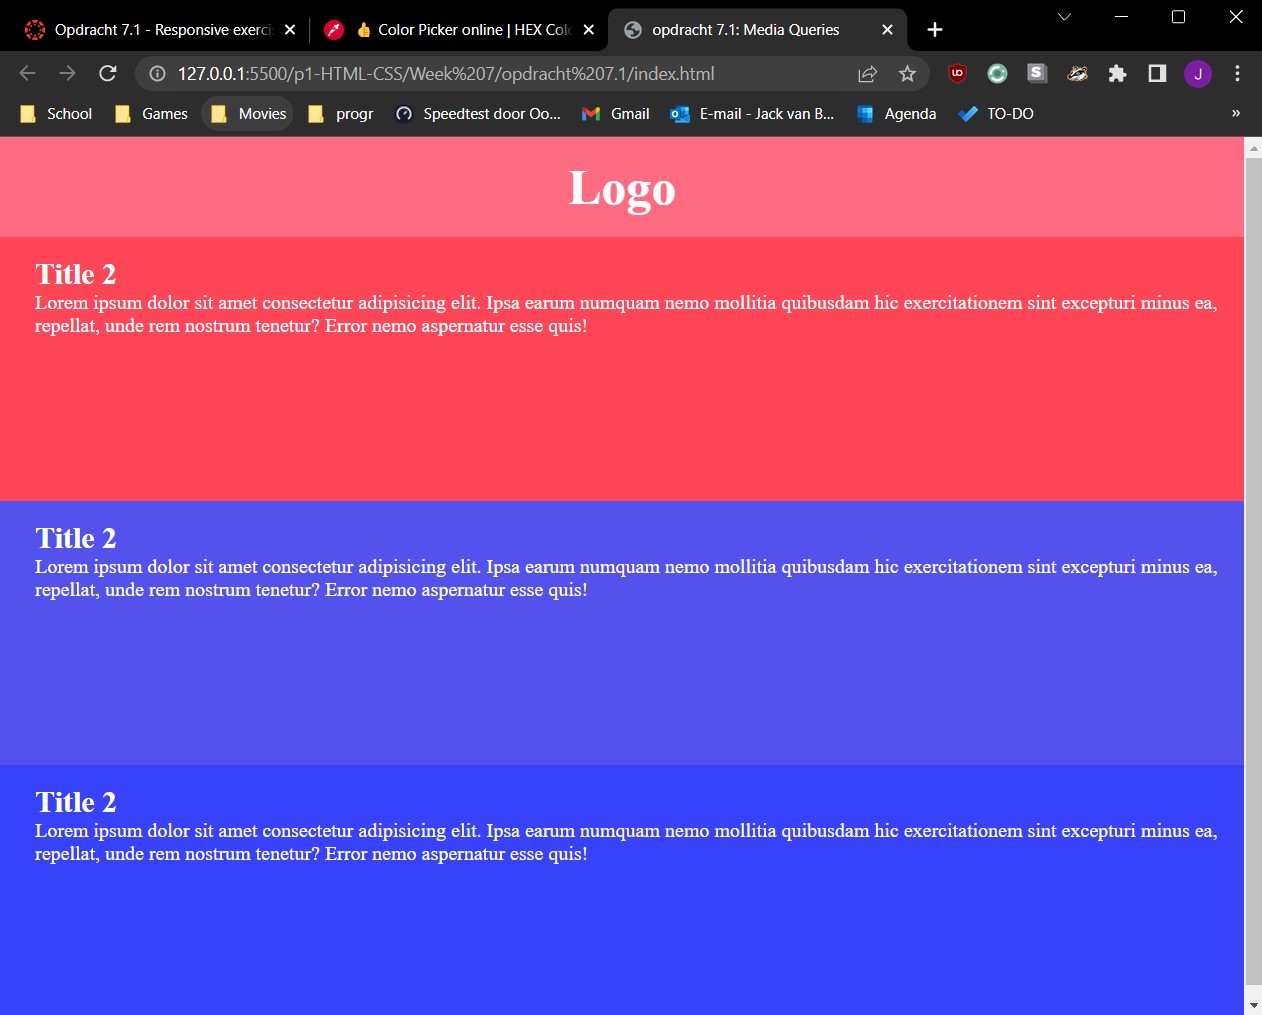 Opdracht 7.1 - Responsive exerci
Color Picker online | HEX Colo
opdracht 7.1: Media Queries
127.0.0.1:5500/p1-HTML-CSS/Week%207/opdracht%207.1/index.html
S
J
School
Games
Movies
progr
Speedtest door Oo...
Gmail
E-mail - Jack van B...
Agenda
TO-DO
»
Logo
Title 2
Lorem ipsum dolor sit amet consectetur adipisicing elit. Ipsa earum numquam nemo mollitia quibusdam hic exercitationem sint excepturi minus ea,
repellat, unde rem nostrum tenetur? Error nemo aspernatur esse quis!
Title 2
Lorem ipsum dolor sit amet consectetur adipisicing elit. Ipsa earum numquam nemo mollitia quibusdam hic exercitationem sint excepturi minus ea,
repellat, unde rem nostrum tenetur? Error nemo aspernatur esse quis!
Title 2
Lorem ipsum dolor sit amet consectetur adipisicing elit. Ipsa earum numquam nemo mollitia quibusdam hic exercitationem sint excepturi minus ea,
repellat, unde rem nostrum tenetur? Error nemo aspernatur esse quis!